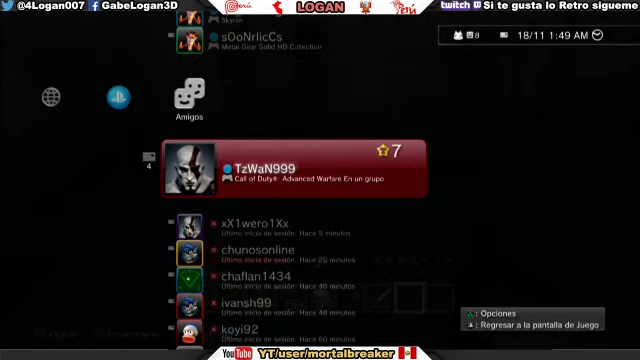 @4Logan007 GabeLogan3D LOGAN twitch Si te gusta lo Retro sigueme
Skyrim
sOoNrIicCs
Metal Gear Solid HD Collection
8 18/11 1:49 AM
Amigos
7
TzWaN999
Call of Duty®: Advanced Warfare En un grupo
4
xX1wero1Xx
Último inicio de sesión: Hace 9 minutos
chunosonline
Último inicio de sesión: Hace 25 minutos
chaflan1434
Último inicio de sesión: Hace 46 minutos
ivansh99
Último inicio de sesión: Hace 48 minutos
koyi92
Último inicio de sesión: Hace 60 minutos
: Opciones
: Regresar a la pantalla de Juego
YouTube YT/user/mortalbreaker